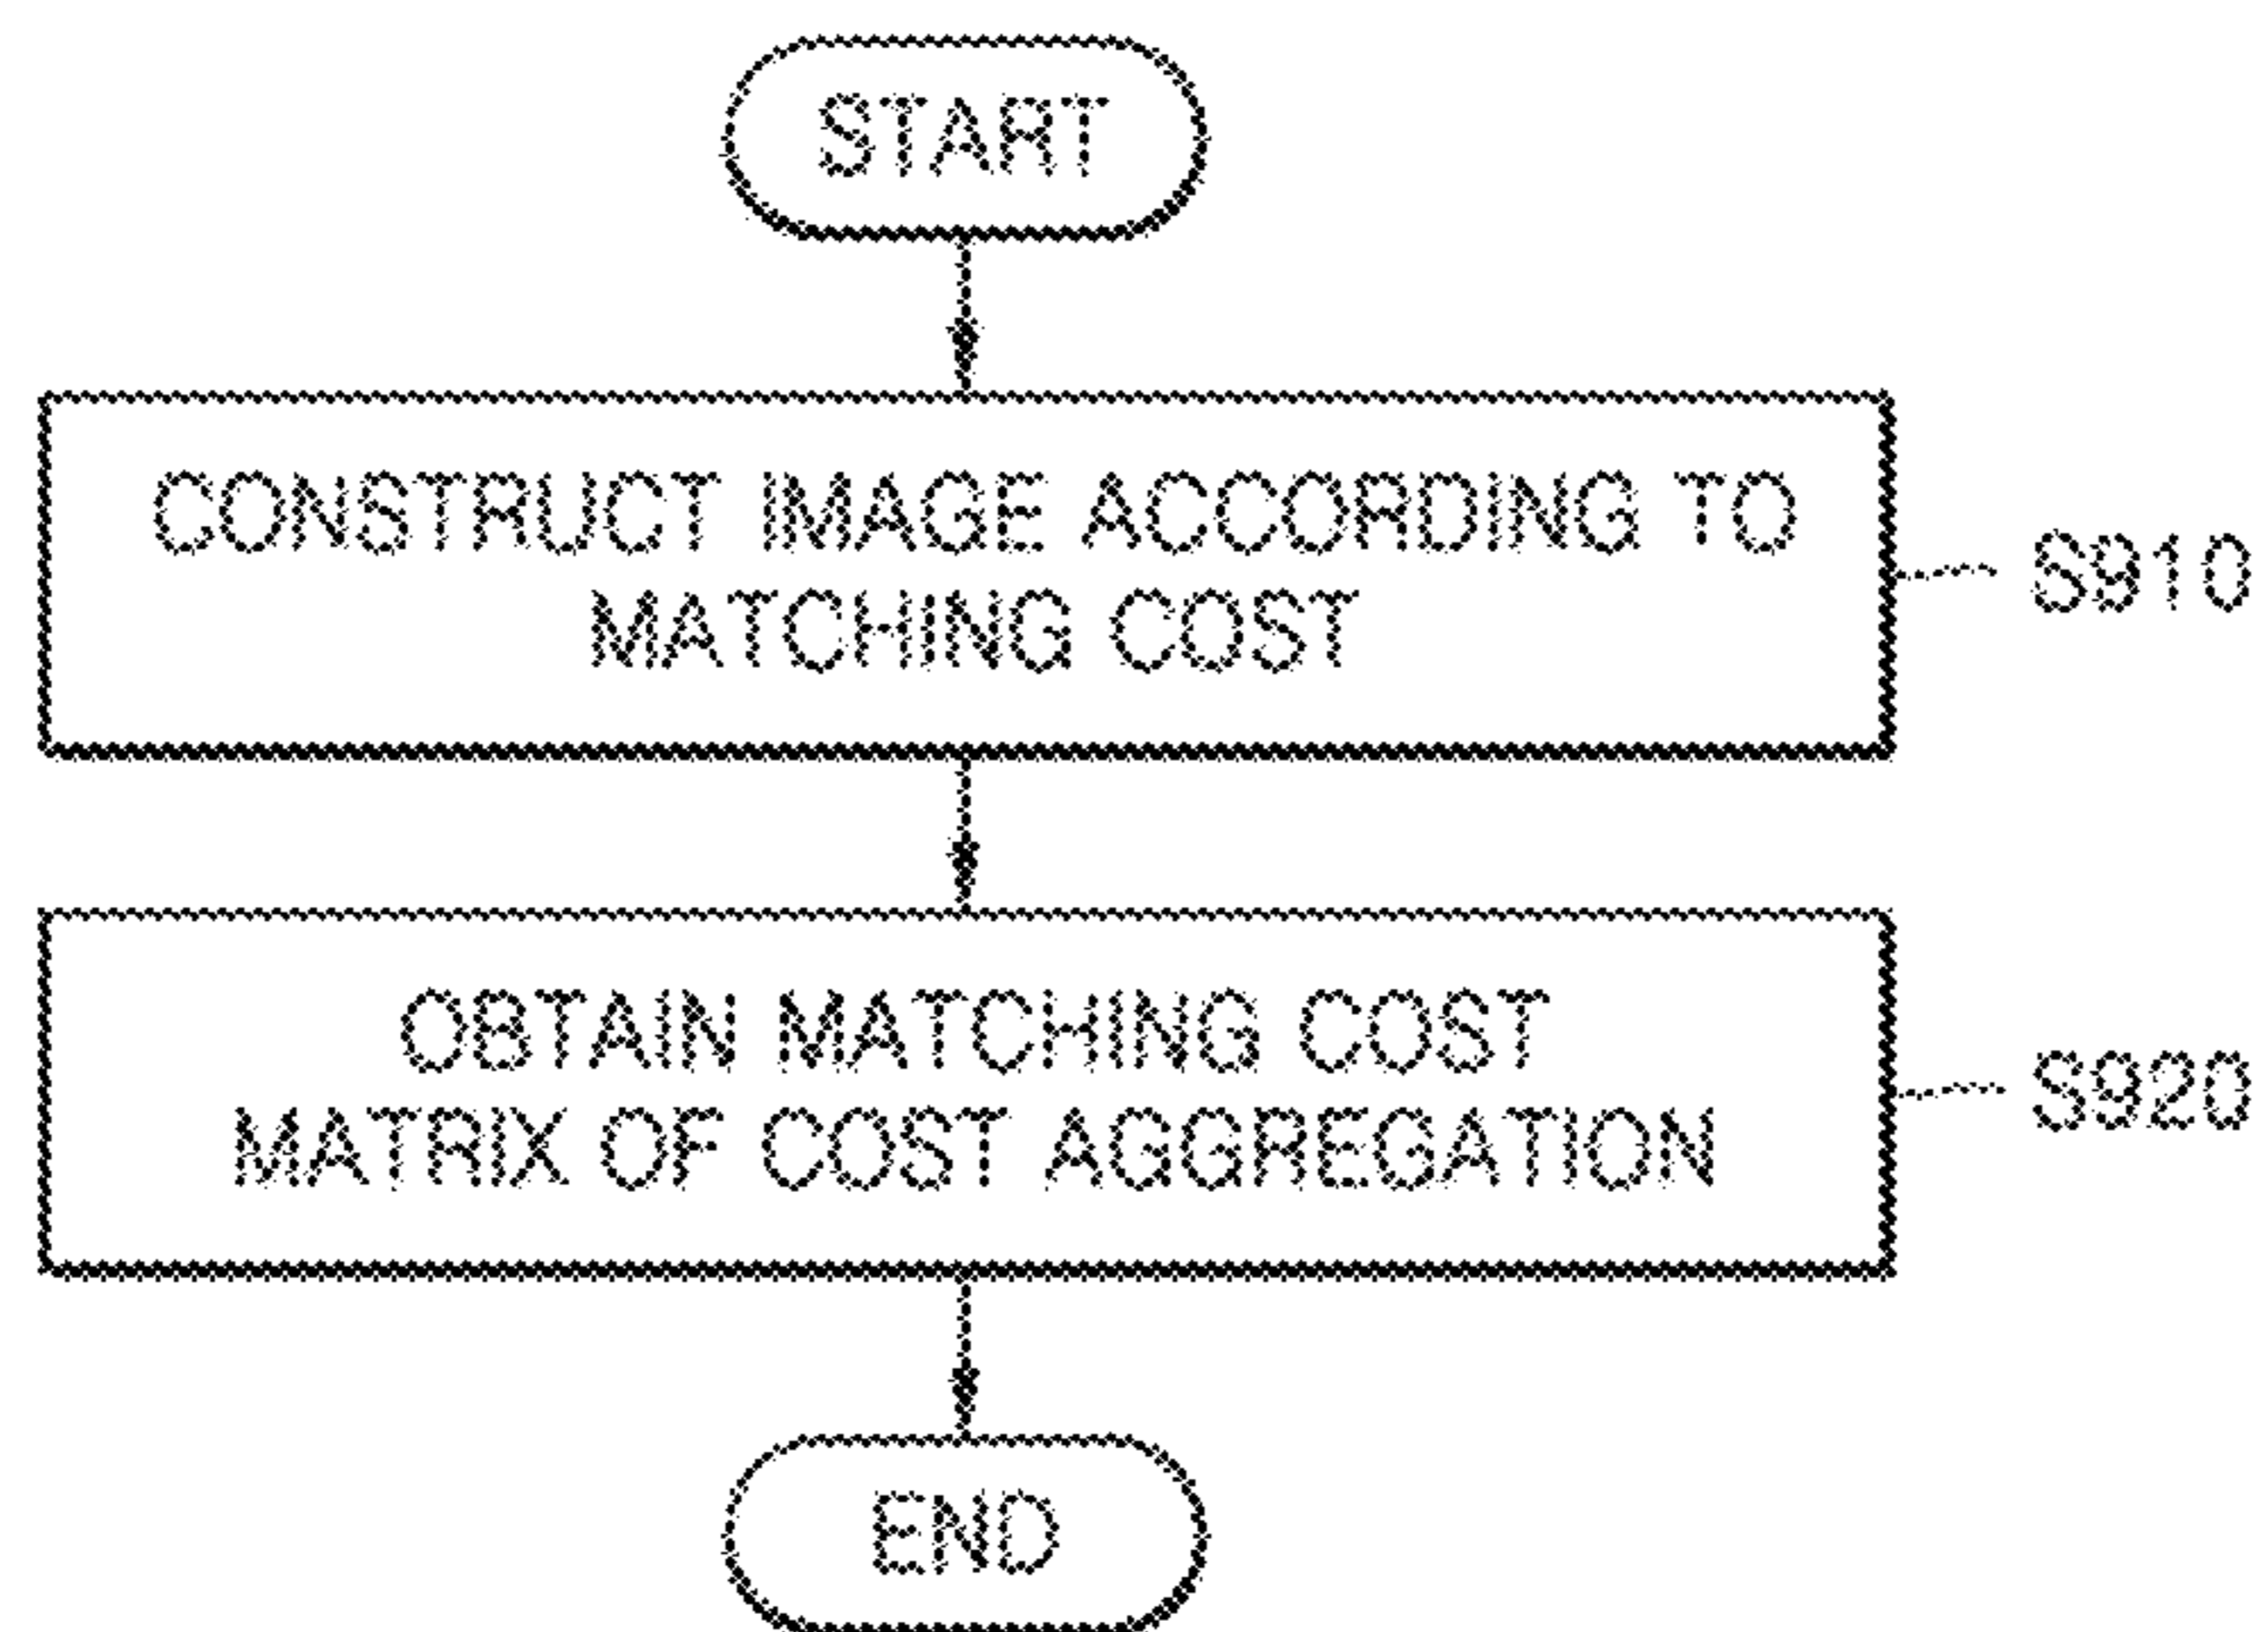 START
CONSTRUCT IMAGE ACCORDING TO
MATCHING COST
S910
OBTAIN MATCHING COST
MATRIX OF COST AGGREGATION
S920
END